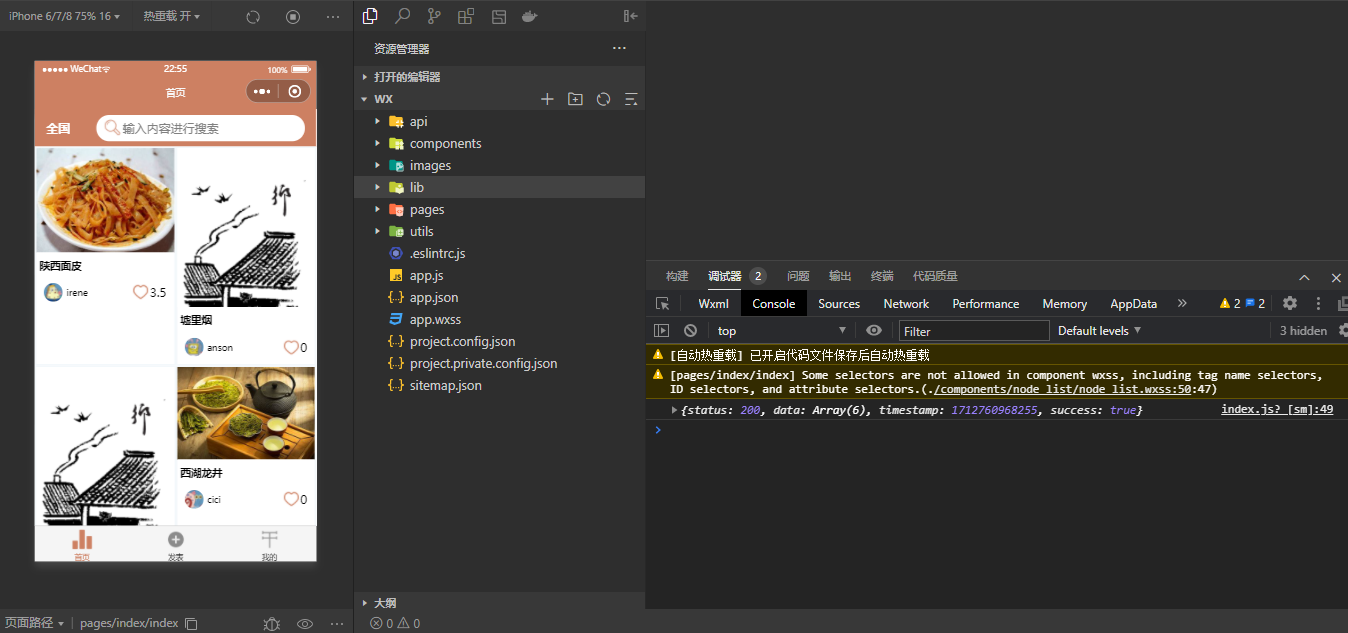 iPhone 6/7/8 75% 16
热重载 开
WeChat
22:55
100%
首页
全国
输入内容进行搜索
陕西面皮
irene
3.5
乡
塘里烟
anson
0
乡
西湖龙井
cici
0
首页
发表
我的
页面路径
pages/index/index
资源管理器
打开的编辑器
WX
api
components
images
lib
pages
utils
.eslintrc.js
app.js
app.json
app.wxss
project.config.json
project.private.config.json
sitemap.json
大纲
0
0
构建
调试器
2
问题
输出
终端
代码质量
Wxml
Console
Sources
Network
Performance
Memory
AppData
2
2
top
Filter
Default levels
3 hidden
[自动热重载] 已开启代码文件保存后自动热重载
[pages/index/index] Some selectors are not allowed in component wxss, including tag name selectors,
ID selectors, and attribute selectors.(./components/node_list/node_list.wxss:50:47)
{status: 200, data: Array(6), timestamp: 1712760968255, success: true}
index.js? [sm]:49